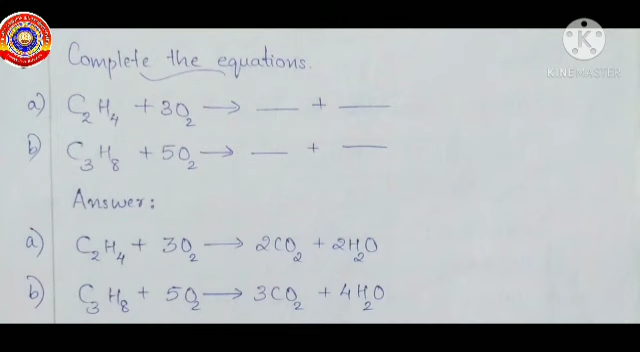 KINEMASTER
Complete the equations.
a) C₂H₄ + 3O₂ → ___ + ___
b) C₃H₈ + 5O₂ → ___ + ___
Answer:
a) C₂H₄ + 3O₂ → 2CO₂ + 2H₂O
b) C₃H₈ + 5O₂ → 3CO₂ + 4H₂O